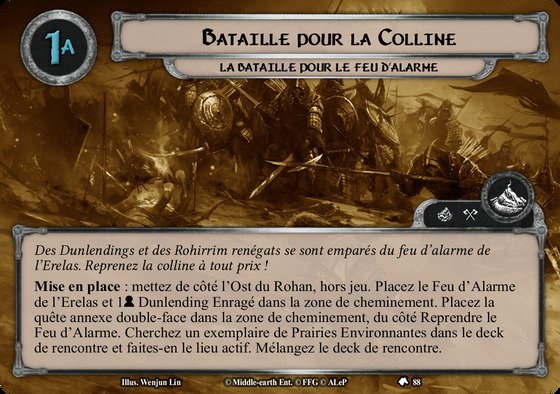 1A
BATAILLE POUR LA COLLINE
LA BATAILLE POUR LE FEU D'ALARME
Des Dunlendings et des Rohirrim renégats se sont emparés du feu d'alarme de
l'Erelas. Reprenez la colline à tout prix !
Mise en place : mettez de côté l'Ost du Rohan, hors jeu. Placez le Feu d'Alarme
de l'Erelas et 1 Dunlending Enragé dans la zone de cheminement. Placez la
quête annexe double-face dans la zone de cheminement, du côté Reprendre le
Feu d'Alarme. Cherchez un exemplaire de Prairies Environnantes dans le deck
de rencontre et faites-en le lieu actif. Mélangez le deck de rencontre.
Illus. Wenjun Lin © Middle-earth Ent. © FFG © ALeP 88